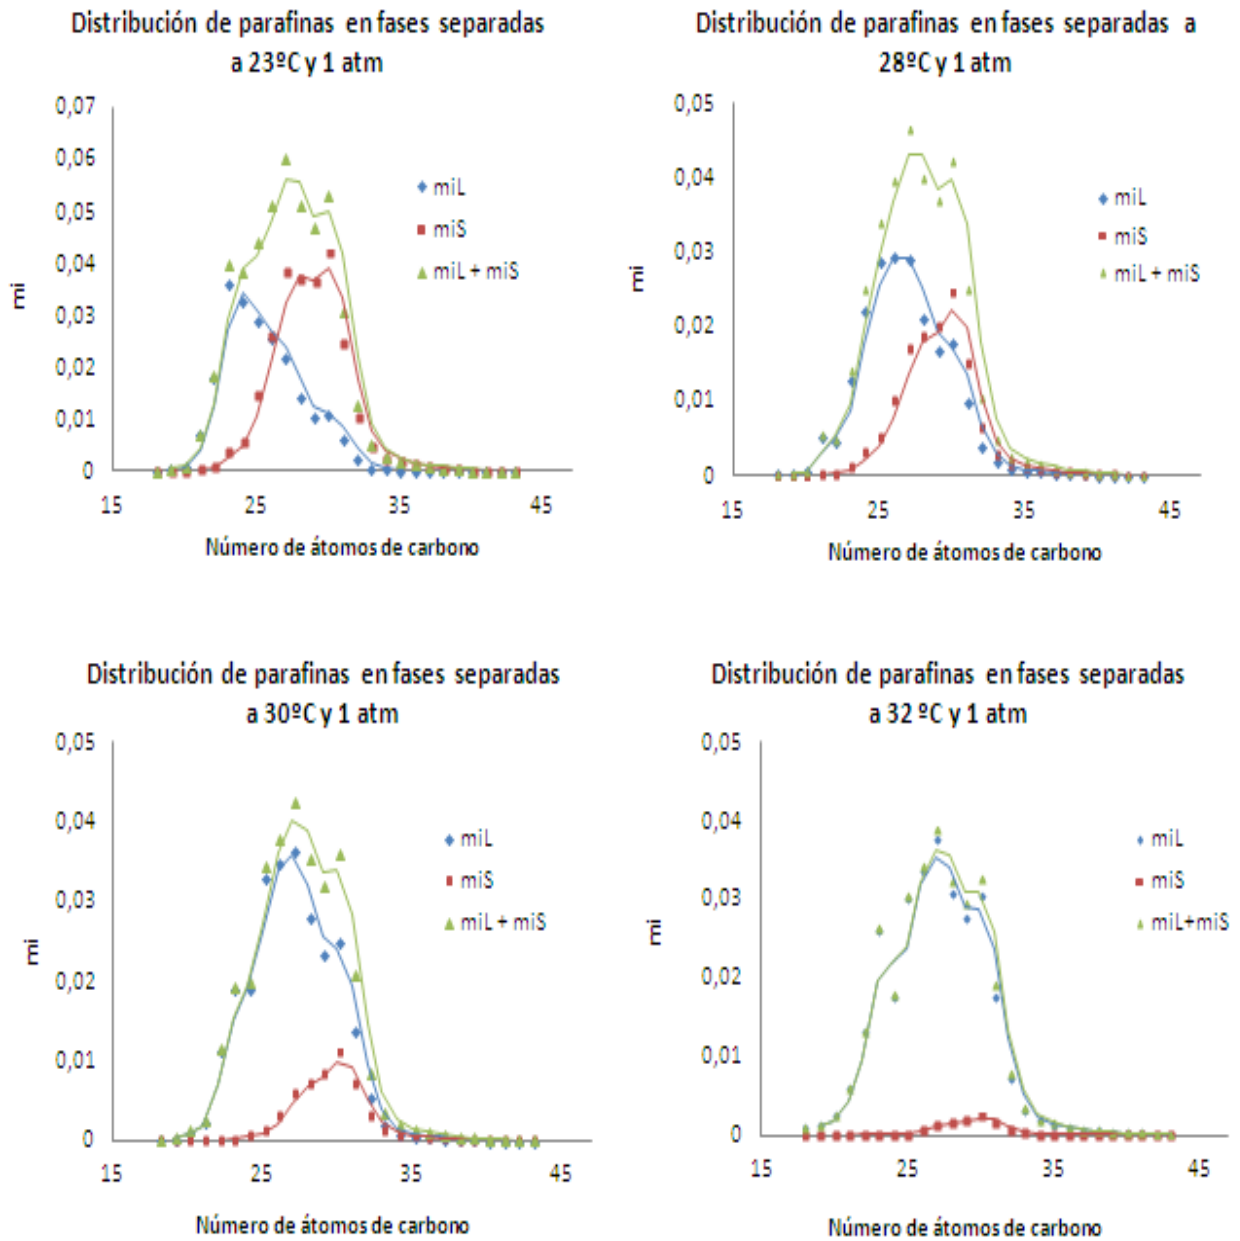 Distribución de parafinas en fases separadas
a 23ºC y 1 atm
0,07
0,06
0,05
0,04
0,03
0,02
0,01
0
mi
miL
miS
miL + miS
15 25 35 45
Número de átomos de carbono
Distribución de parafinas en fases separadas a
28ºC y 1 atm
0,05
0,04
0,03
0,02
0,01
0
mi
miL
miS
miL + miS
15 25 35 45
Número de átomos de carbono
Distribución de parafinas en fases separadas
a 30ºC y 1 atm
0,05
0,04
0,03
0,02
0,01
0
mi
miL
miS
miL + miS
15 25 35 45
Número de átomos de carbono
Distribución de parafinas en fases separadas
a 32 ºC y 1 atm
0,05
0,04
0,03
0,02
0,01
0
mi
miL
miS
miL+miS
15 25 35 45
Número de átomos de carbono